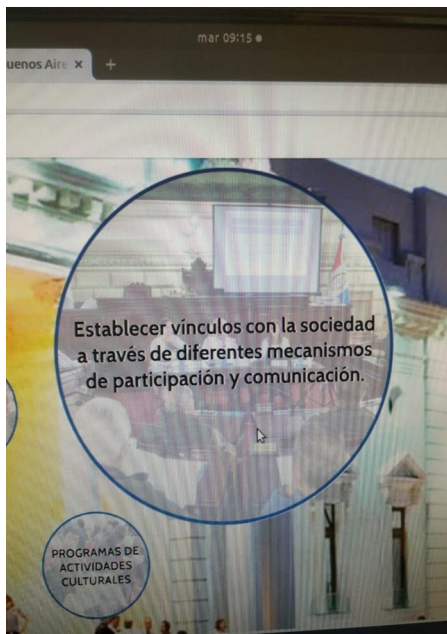 mar 09:15
uenos Aire
Establecer vínculos con la sociedad
a través de diferentes mecanismos
de participación y comunicación.
PROGRAMAS DE
ACTIVIDADES
CULTURALES